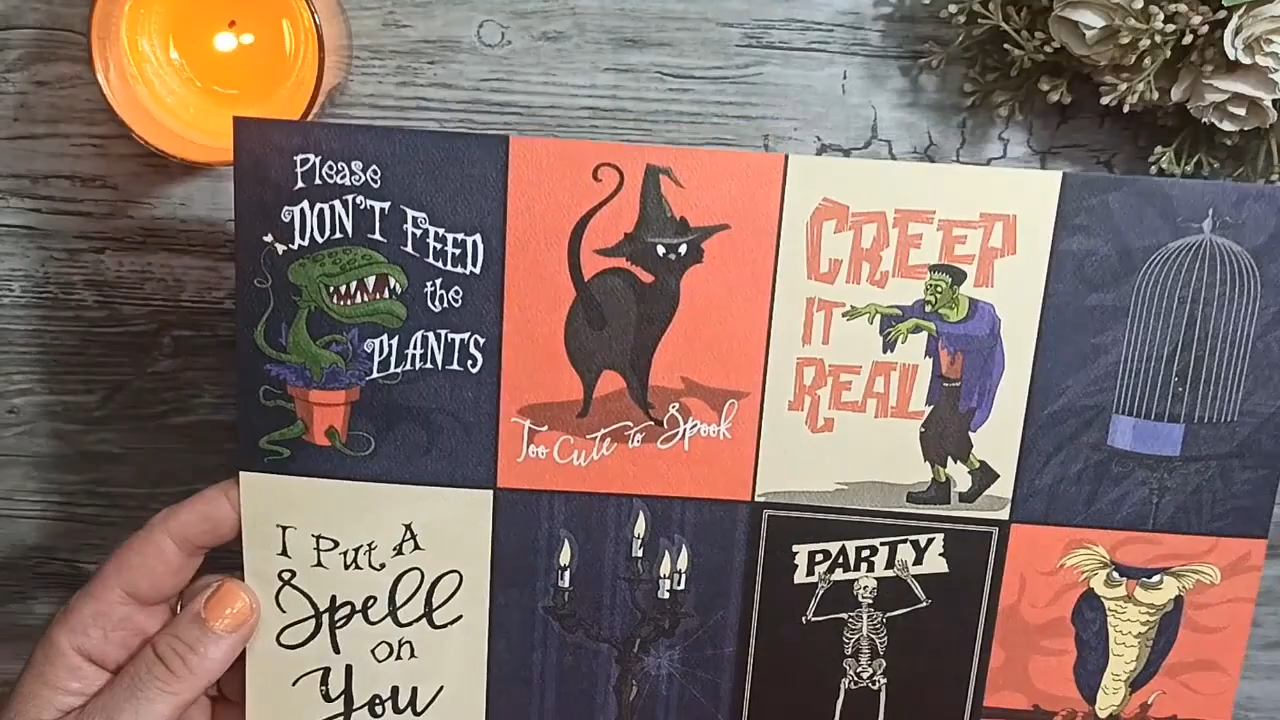 Please
DON'T FEED
the
PLANTS
Too Cute to Spook
CREEP
IT
REAL
I Put A
Spell
on
You
PARTY